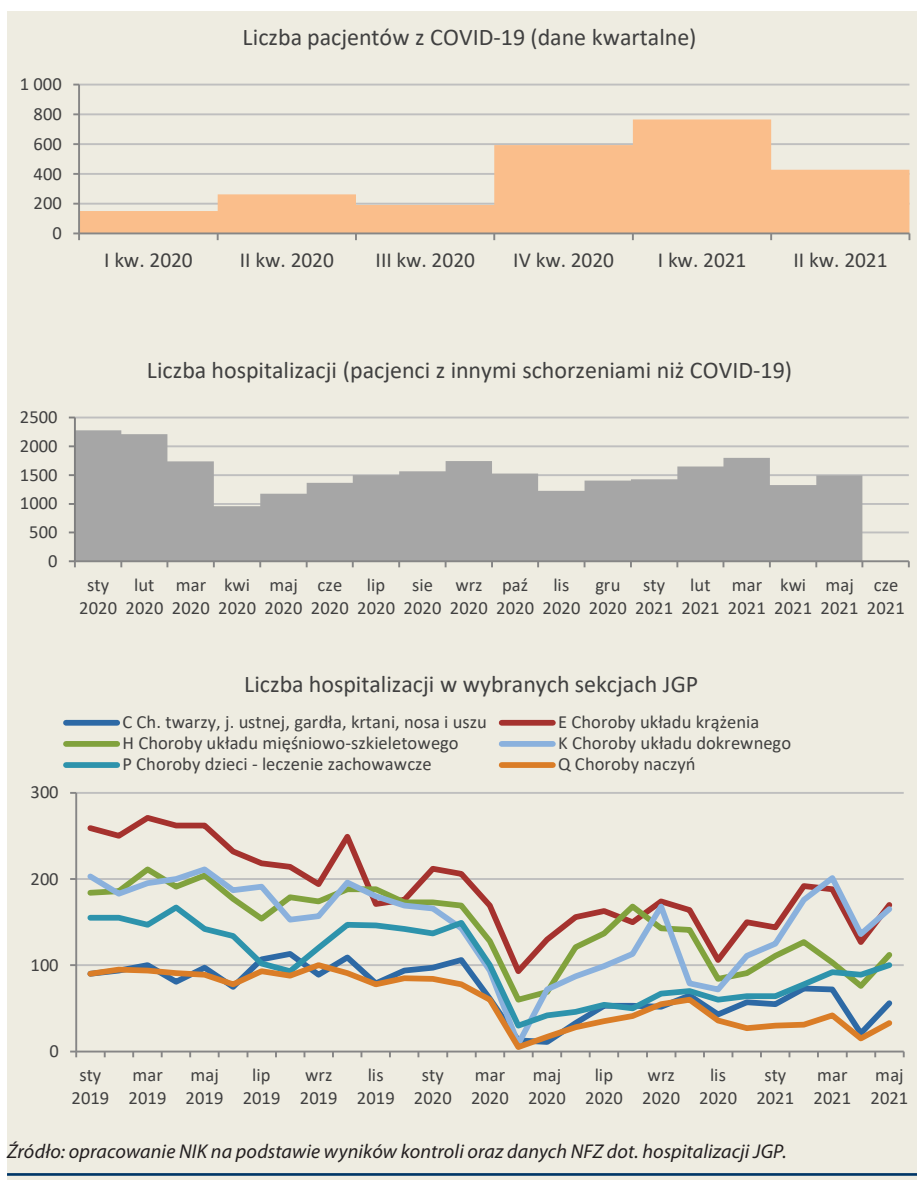 Liczba pacjentów z COVID-19 (dane kwartalne)
1 000
800
600
400
200
0
I kw. 2020 II kw. 2020 III kw. 2020 IV kw. 2020 I kw. 2021 II kw. 2021
Liczba hospitalizacji (pacjenci z innymi schorzeniami niż COVID-19)
2500
2000
1500
1000
500
0
sty lut mar kwi maj cze lip sie wrz paź lis gru sty lut mar kwi maj cze
2020 2020 2020 2020 2020 2020 2020 2020 2020 2020 2020 2020 2021 2021 2021 2021 2021 2021
Liczba hospitalizacji w wybranych sekcjach JGP
C Ch. twarzy, j. ustnej, gardła, krtani, nosa i uszu E Choroby układu krążenia
H Choroby układu mięśniowo-szkieletowego K Choroby układu dokrewnego
P Choroby dzieci - leczenie zachowawcze Q Choroby naczyń
300
200
100
0
sty mar maj lip wrz lis sty mar maj lip wrz lis sty mar maj
2019 2019 2019 2019 2019 2019 2020 2020 2020 2020 2020 2020 2021 2021 2021
Źródło: opracowanie NIK na podstawie wyników kontroli oraz danych NFZ dot. hospitalizacji JGP.